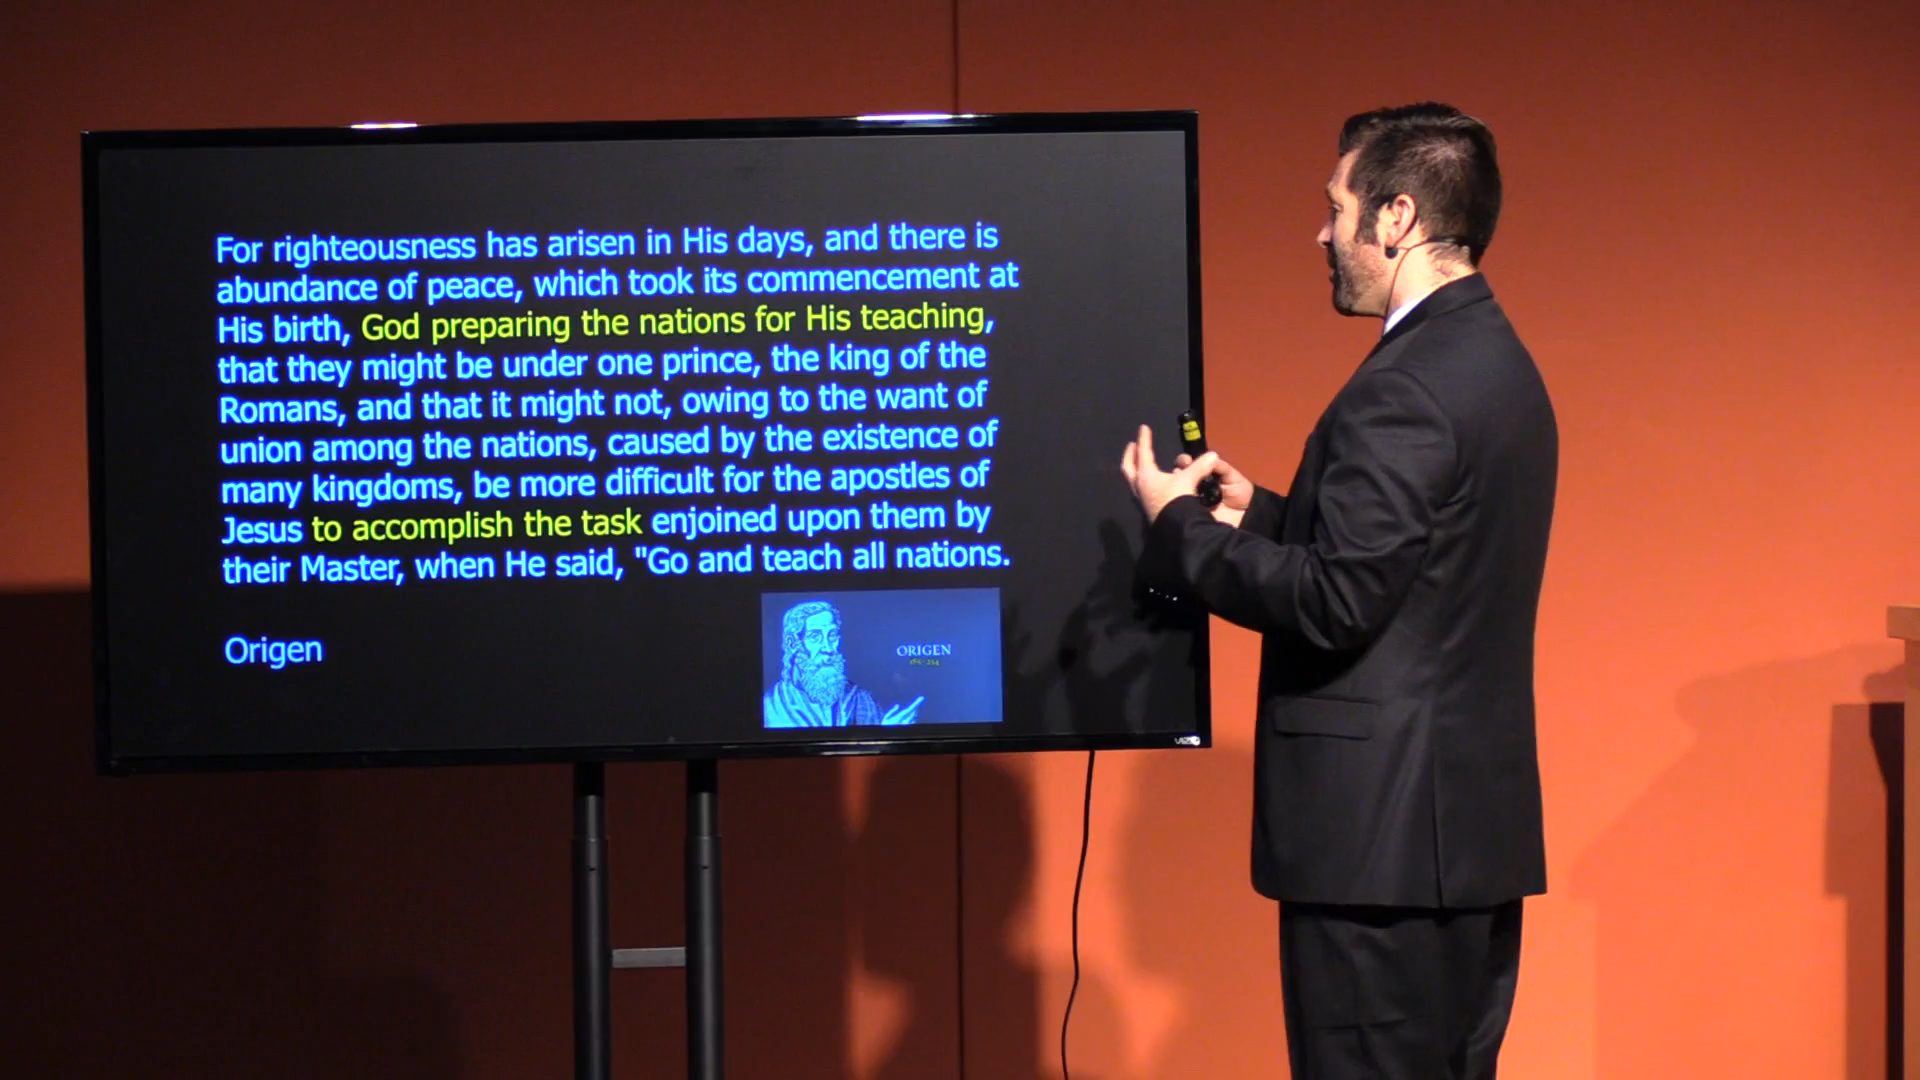 For righteousness has arisen in His days, and there is
abundance of peace, which took its commencement at
His birth, God preparing the nations for His teaching,
that they might be under one prince, the king of the
Romans, and that it might not, owing to the want of
union among the nations, caused by the existence of
many kingdoms, be more difficult for the apostles of
Jesus to accomplish the task enjoined upon them by
their Master, when He said, "Go and teach all nations.
Origen
ORIGEN
VIZIO